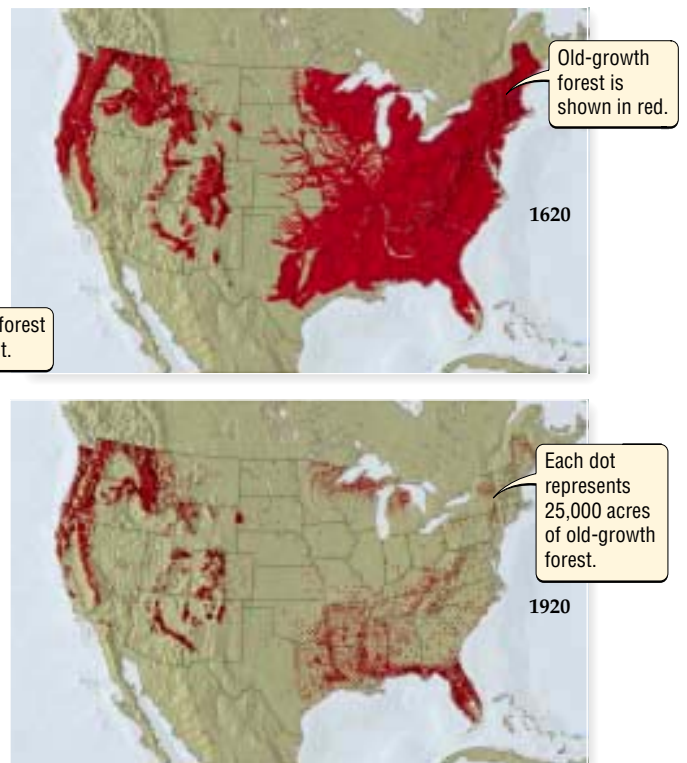 Old-growth
forest is
shown in red.
1620
forest
t.
Each dot
represents
25,000 acres
of old-growth
forest.
1920